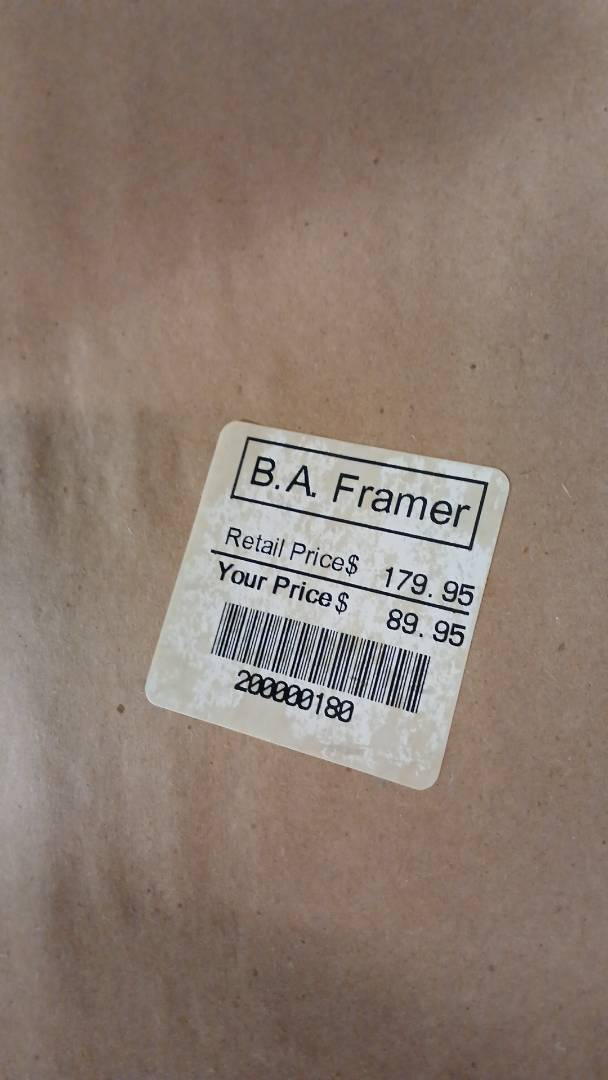 B.A. Framer
Retail Price$ 179.95
Your Price$ 89.95
200000180